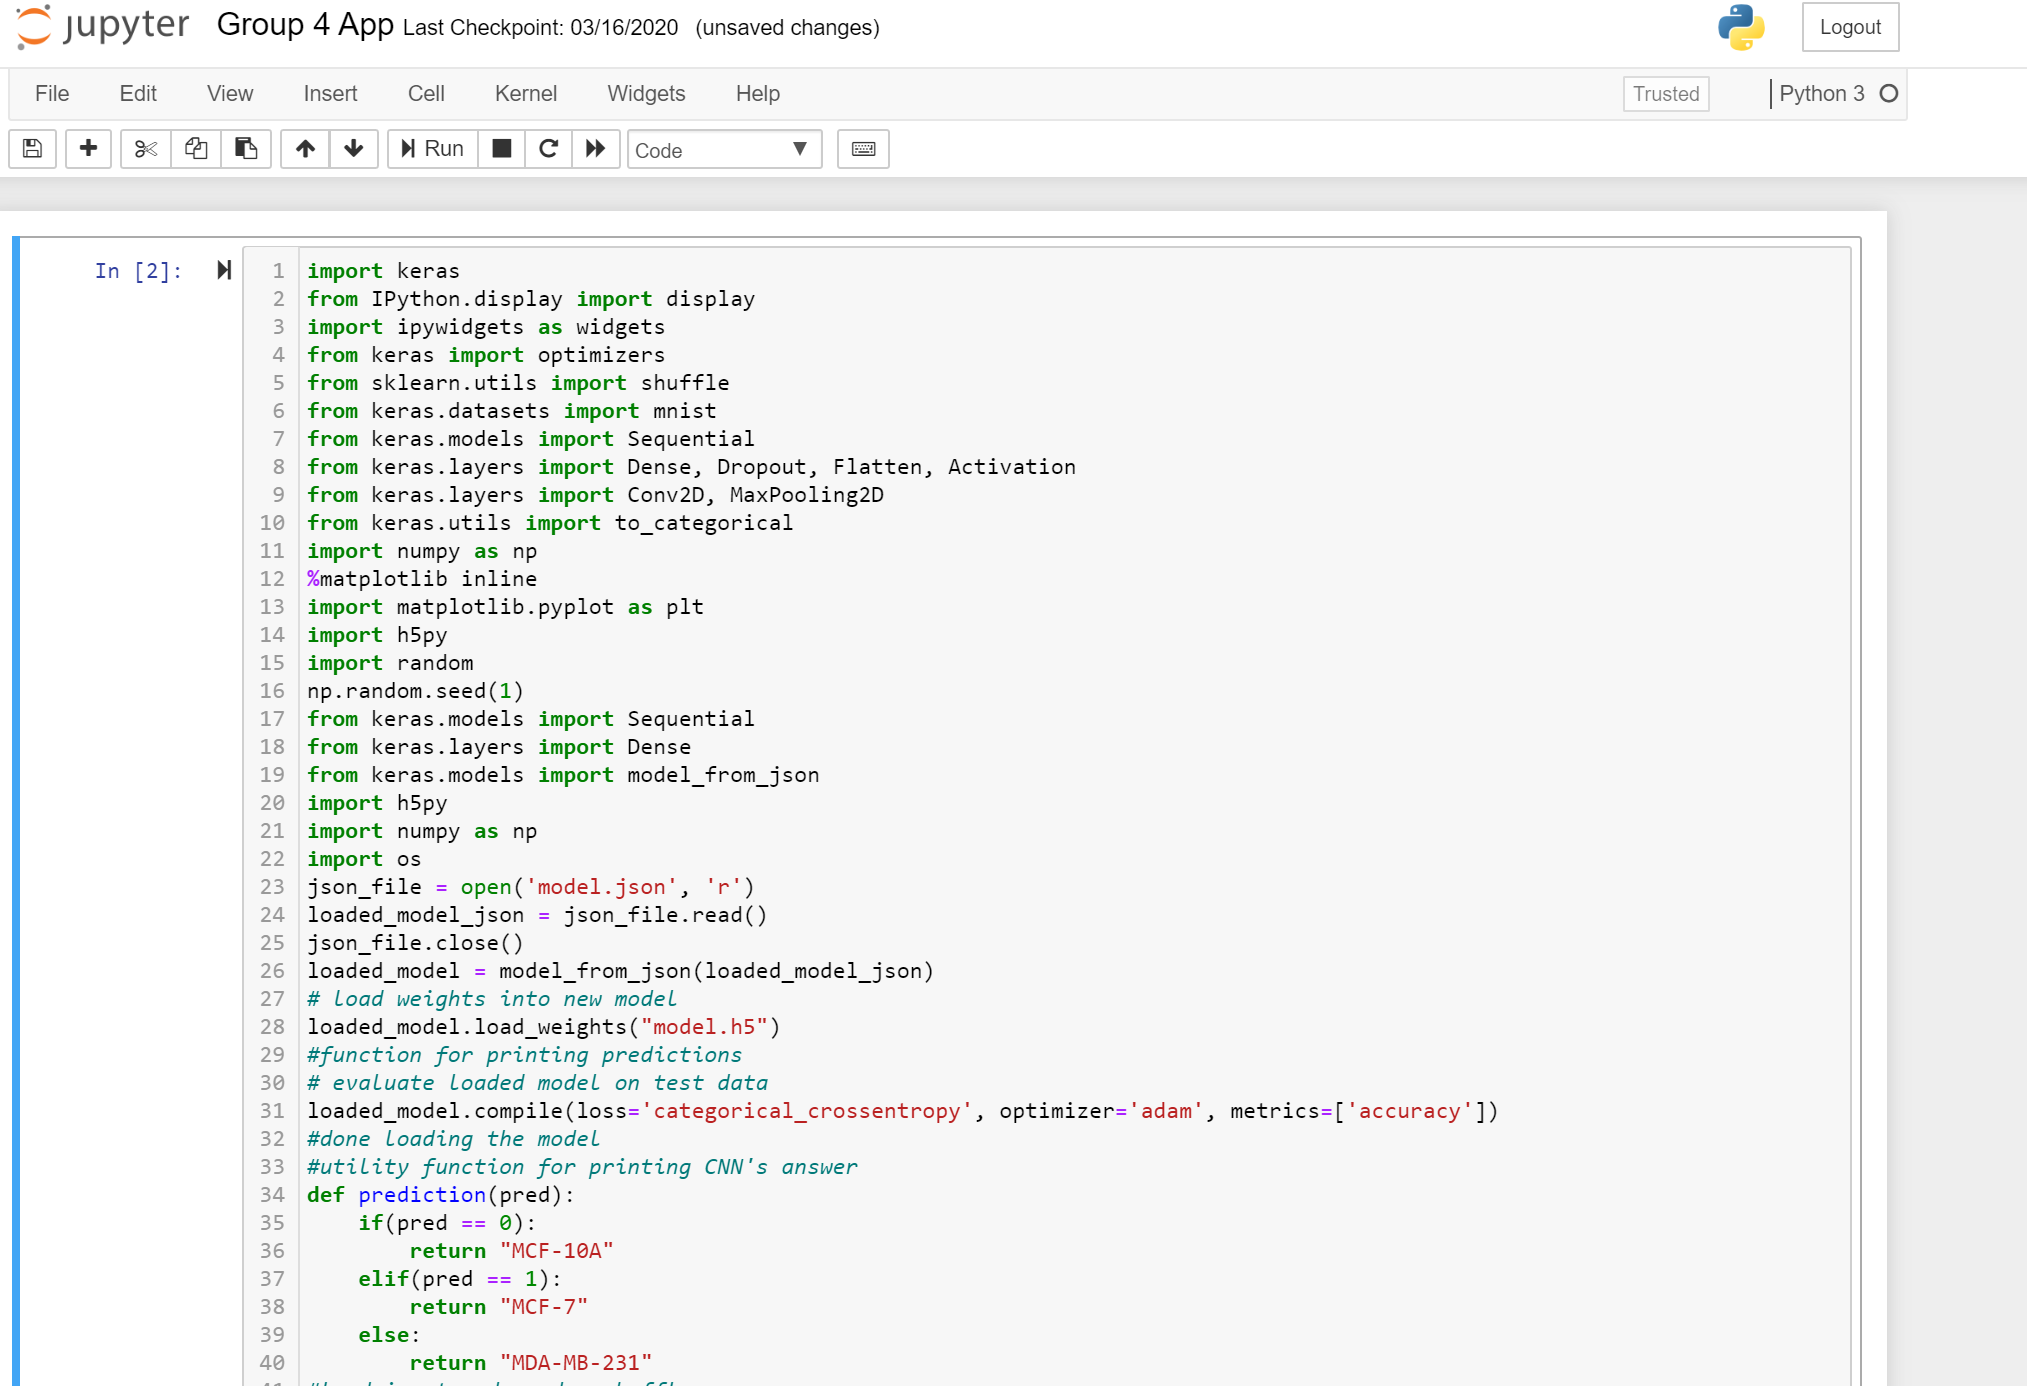 jupyter Group 4 App Last Checkpoint: 03/16/2020 (unsaved changes) Logout
File Edit View Insert Cell Kernel Widgets Help Trusted Python 3
Run Code
In [2]:
1 import keras
2 from IPython.display import display
3 import ipywidgets as widgets
4 from keras import optimizers
5 from sklearn.utils import shuffle
6 from keras.datasets import mnist
7 from keras.models import Sequential
8 from keras.layers import Dense, Dropout, Flatten, Activation
9 from keras.layers import Conv2D, MaxPooling2D
10 from keras.utils import to_categorical
11 import numpy as np
12 %matplotlib inline
13 import matplotlib.pyplot as plt
14 import h5py
15 import random
16 np.random.seed(1)
17 from keras.models import Sequential
18 from keras.layers import Dense
19 from keras.models import model_from_json
20 import h5py
21 import numpy as np
22 import os
23 json_file = open('model.json', 'r')
24 loaded_model_json = json_file.read()
25 json_file.close()
26 loaded_model = model_from_json(loaded_model_json)
27 # load weights into new model
28 loaded_model.load_weights("model.h5")
29 #function for printing predictions
30 # evaluate loaded model on test data
31 loaded_model.compile(loss='categorical_crossentropy', optimizer='adam', metrics=['accuracy'])
32 #done loading the model
33 #utility function for printing CNN's answer
34 def prediction(pred):
35     if(pred == 0):
36         return "MCF-10A"
37     elif(pred == 1):
38         return "MCF-7"
39     else:
40         return "MDA-MB-231"